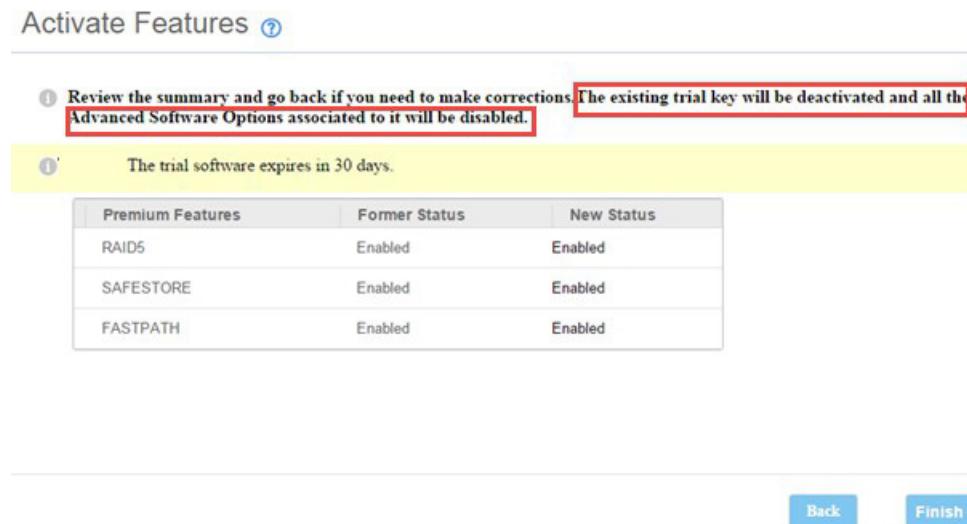 Activate Features ?
Review the summary and go back if you need to make corrections. The existing trial key will be deactivated and all the
Advanced Software Options associated to it will be disabled.
The trial software expires in 30 days.
Premium Features Former Status New Status
RAID5 Enabled Enabled
SAFESTORE Enabled Enabled
FASTPATH Enabled Enabled
Back Finish